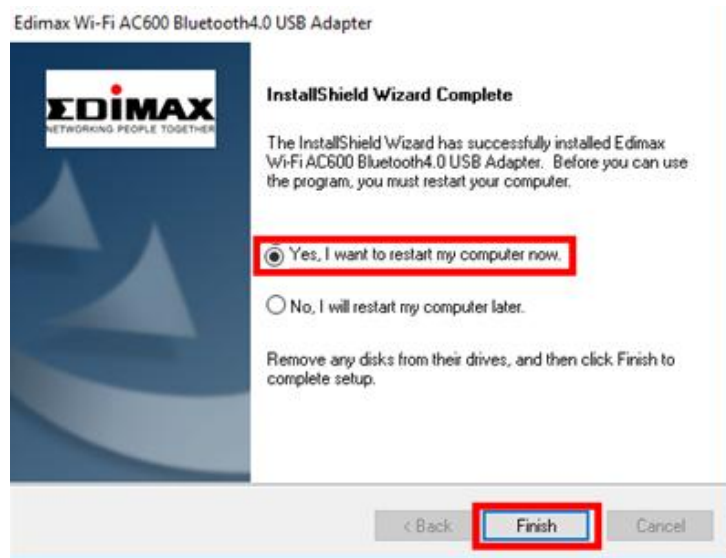 Edimax Wi-Fi AC600 Bluetooth4.0 USB Adapter
EDIMAX
NETWORKING PEOPLE TOGETHER
InstallShield Wizard Complete
The InstallShield Wizard has successfully installed Edimax
Wi-Fi AC600 Bluetooth4.0 USB Adapter. Before you can use
the program, you must restart your computer.
Yes, I want to restart my computer now.
No, I will restart my computer later.
Remove any disks from their drives, and then click Finish to
complete setup.
< Back Finish Cancel